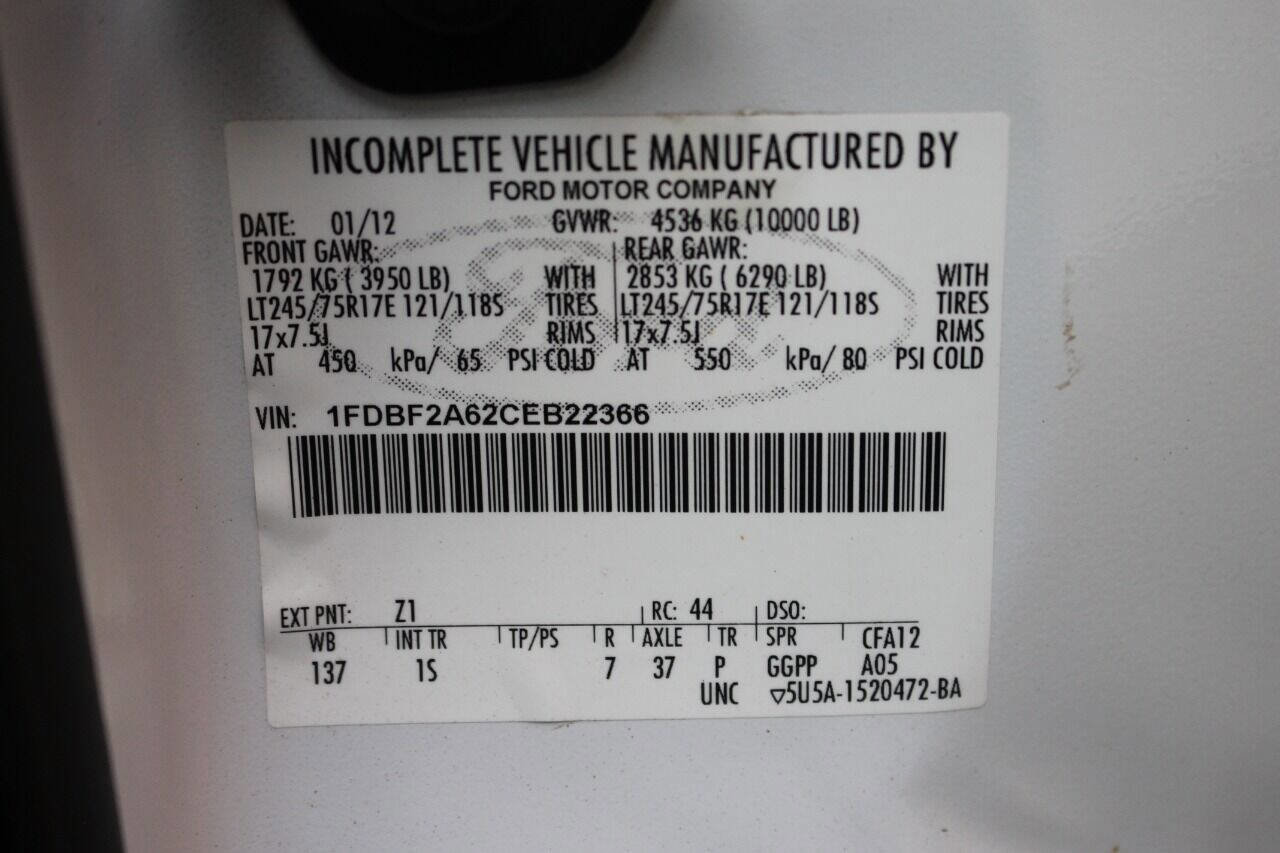 INCOMPLETE VEHICLE MANUFACTURED BY
FORD MOTOR COMPANY
DATE: 01/12 GVWR: 4536 KG (10000 LB)
FRONT GAWR: REAR GAWR:
1792 KG ( 3950 LB) WITH 2853 KG ( 6290 LB) WITH
LT245/75R17E 121/118S TIRES LT245/75R17E 121/118S TIRES
17x7.5J RIMS 17x7.5J RIMS
AT 450 kPa/ 65 PSI COLD AT 550 kPa/ 80 PSI COLD
VIN: 1FDBF2A62CEB22366
EXT PNT: Z1 RC: 44 DSO:
WB INT TR TP/PS R AXLE TR SPR CFA12
137 1S 7 37 P GGPP A05
UNC ▽5U5A-1520472-BA